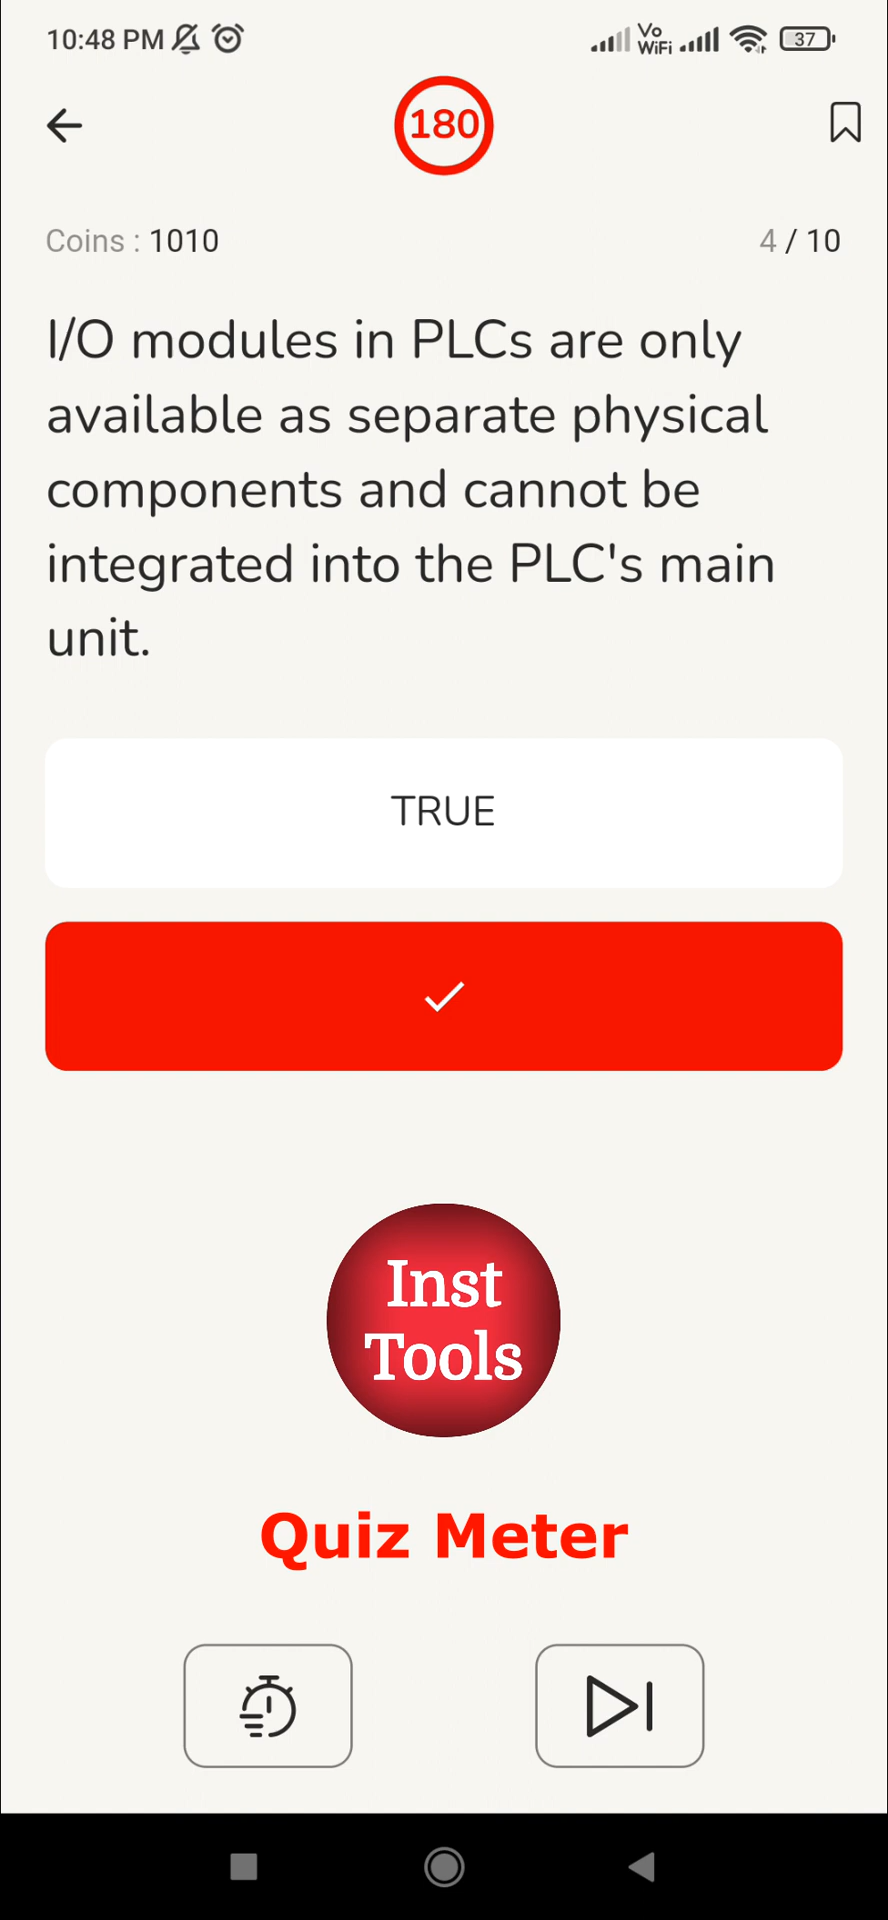 10:48 PM Vo WiFi 37
180
Coins : 1010 4 / 10
I/O modules in PLCs are only
available as separate physical
components and cannot be
integrated into the PLC's main
unit.
TRUE
Inst
Tools
Quiz Meter